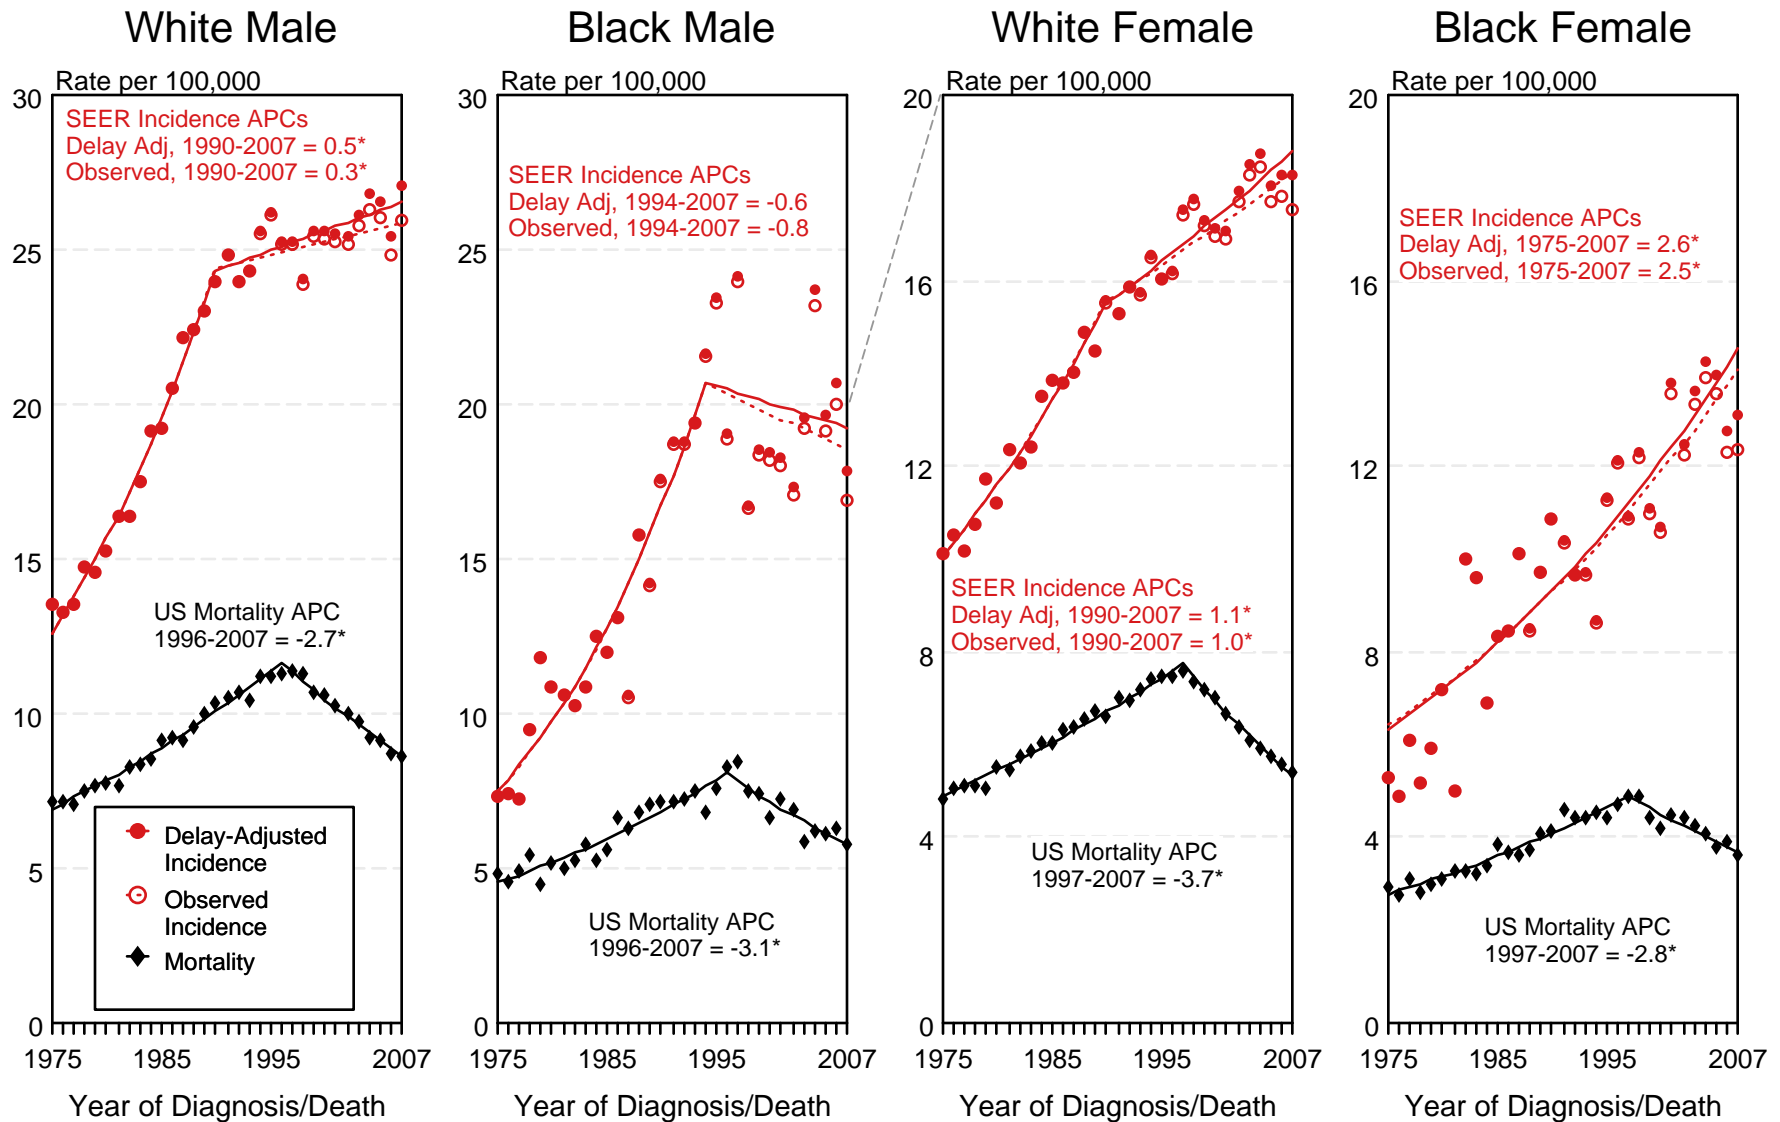 White Male
Rate per 100,000
30
SEER Incidence APCs
Delay Adj, 1990-2007 = 0.5*
Observed, 1990-2007 = 0.3*
25
20
15
US Mortality APC
1996-2007 = -2.7*
10
Delay-Adjusted
Incidence
Observed
Incidence
Mortality
5
0
1975
1985
1995
2007
Year of Diagnosis/Death
Black Male
Rate per 100,000
30
SEER Incidence APCs
Delay Adj, 1994-2007 = -0.6
Observed, 1994-2007 = -0.8
25
20
15
10
5
US Mortality APC
1996-2007 = -3.1*
0
1975
1985
1995
2007
Year of Diagnosis/Death
White Female
Rate per 100,000
20
16
12
SEER Incidence APCs
Delay Adj, 1990-2007 = 1.1*
Observed, 1990-2007 = 1.0*
8
4
US Mortality APC
1997-2007 = -3.7*
0
1975
1985
1995
2007
Year of Diagnosis/Death
Black Female
Rate per 100,000
20
SEER Incidence APCs
Delay Adj, 1975-2007 = 2.6*
Observed, 1975-2007 = 2.5*
16
12
8
4
US Mortality APC
1997-2007 = -2.8*
0
1975
1985
1995
2007
Year of Diagnosis/Death